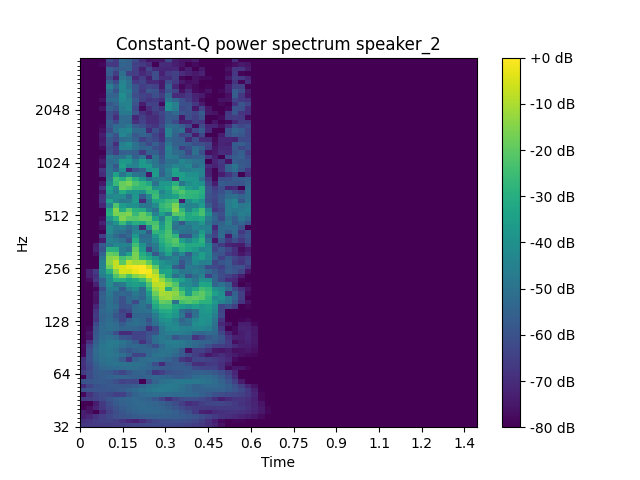 Constant-Q power spectrum speaker_2
Hz
2048
1024
512
256
128
64
32
0 0.15 0.3 0.45 0.6 0.75 0.9 1.1 1.2 1.4
Time
+0 dB
-10 dB
-20 dB
-30 dB
-40 dB
-50 dB
-60 dB
-70 dB
-80 dB